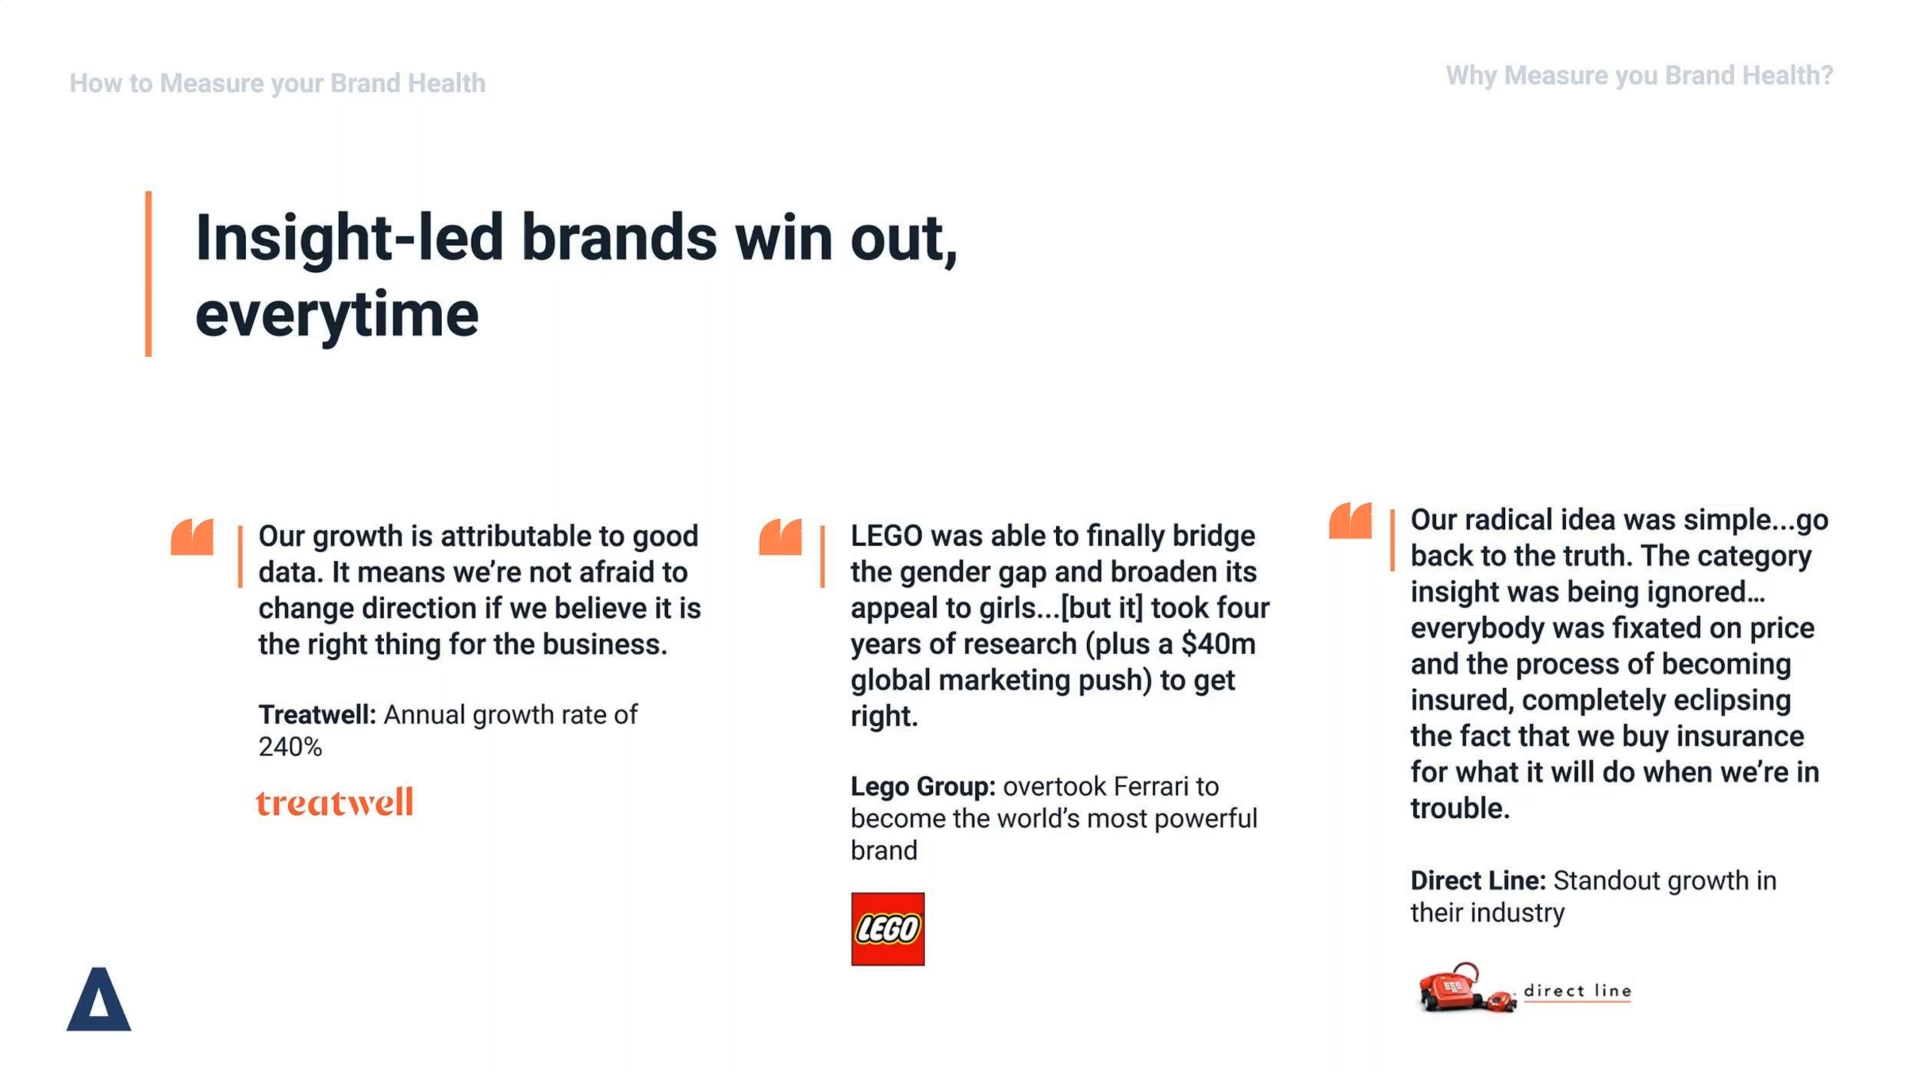 How to Measure your Brand Health
Why Measure you Brand Health?
Insight-led brands win out,
everytime
Our growth is attributable to good
data. It means we’re not afraid to
change direction if we believe it is
the right thing for the business.
Treatwell: Annual growth rate of
240%
treatwell
LEGO was able to finally bridge
the gender gap and broaden its
appeal to girls...[but it] took four
years of research (plus a $40m
global marketing push) to get
right.
Lego Group: overtook Ferrari to
become the world’s most powerful
brand
LEGO
Our radical idea was simple...go
back to the truth. The category
insight was being ignored...
everybody was fixated on price
and the process of becoming
insured, completely eclipsing
the fact that we buy insurance
for what it will do when we’re in
trouble.
Direct Line: Standout growth in
their industry
direct line